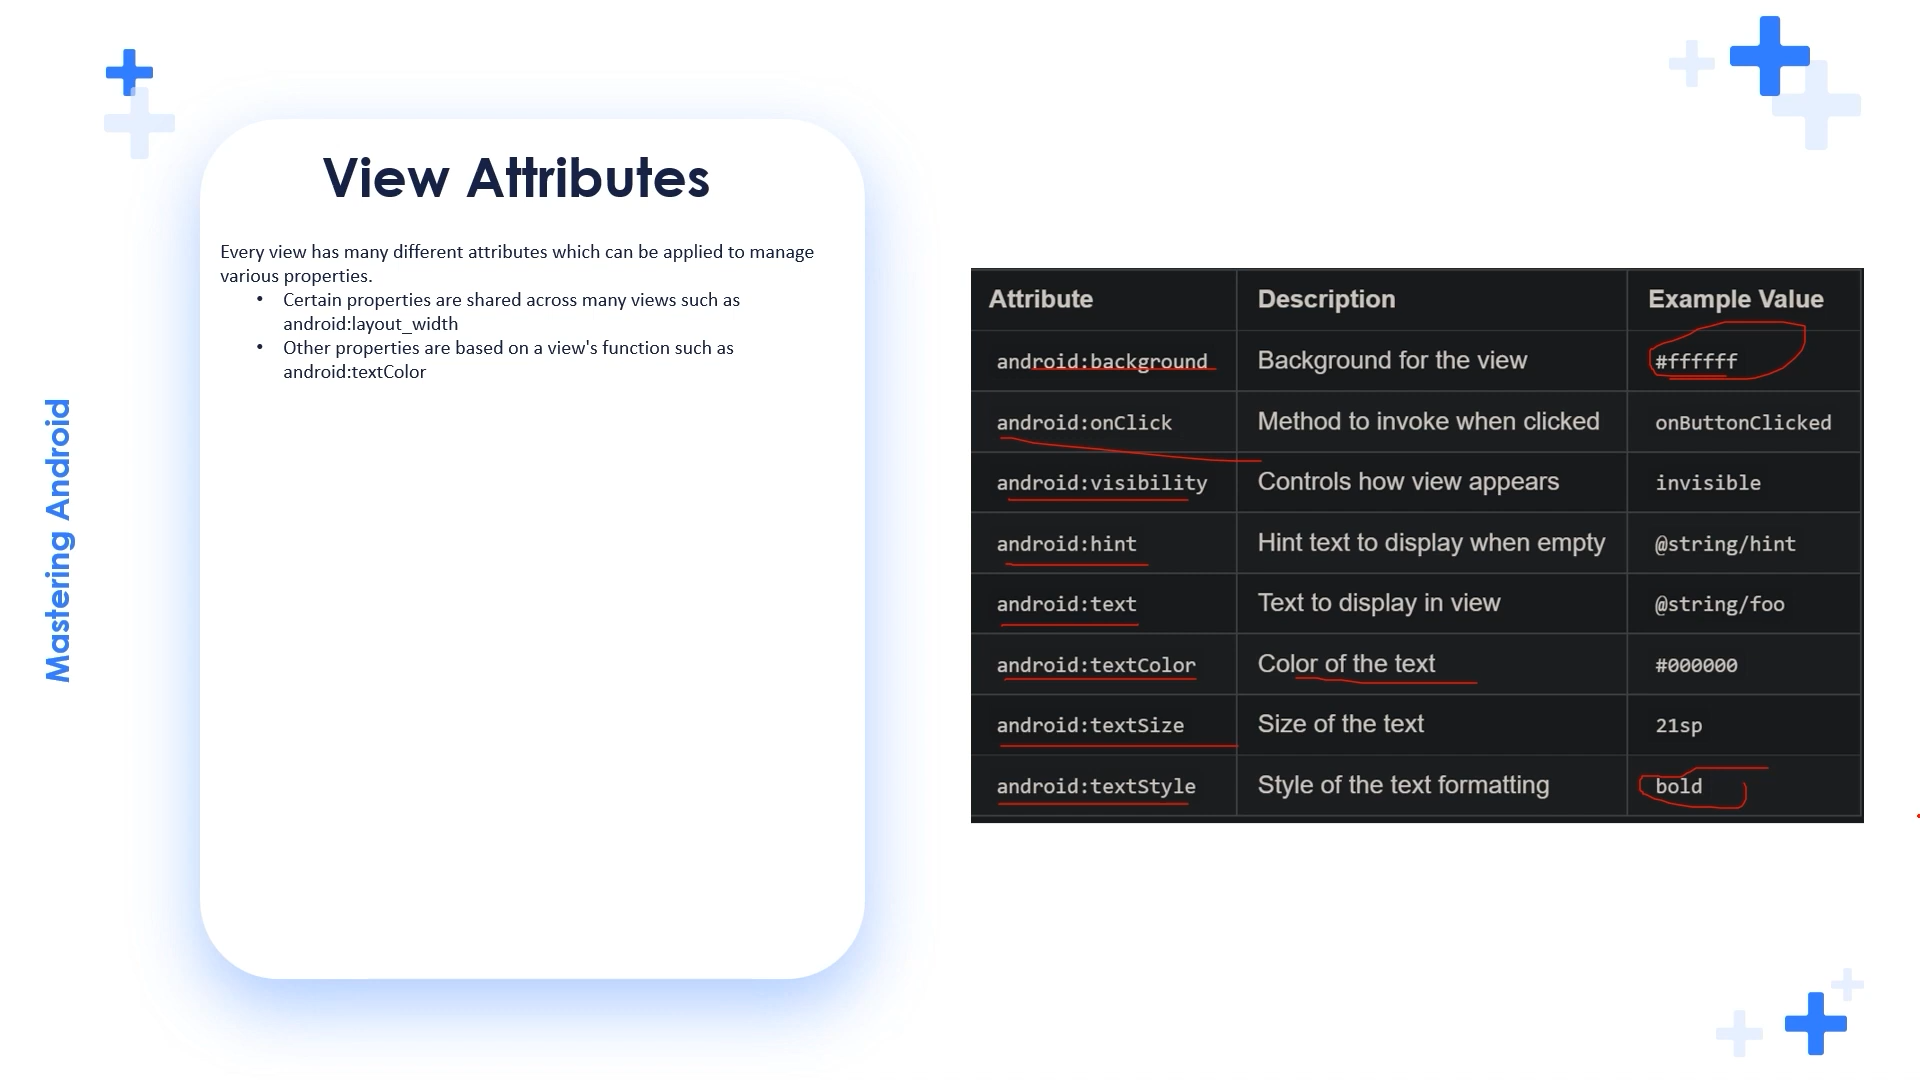 Mastering Android
View Attributes
Every view has many different attributes which can be applied to manage
various properties.
• Certain properties are shared across many views such as
android:layout_width
• Other properties are based on a view's function such as
android:textColor
Attribute Description Example Value
android:background Background for the view #ffffff
android:onClick Method to invoke when clicked onButtonClicked
android:visibility Controls how view appears invisible
android:hint Hint text to display when empty @string/hint
android:text Text to display in view @string/foo
android:textColor Color of the text #000000
android:textSize Size of the text 21sp
android:textStyle Style of the text formatting bold